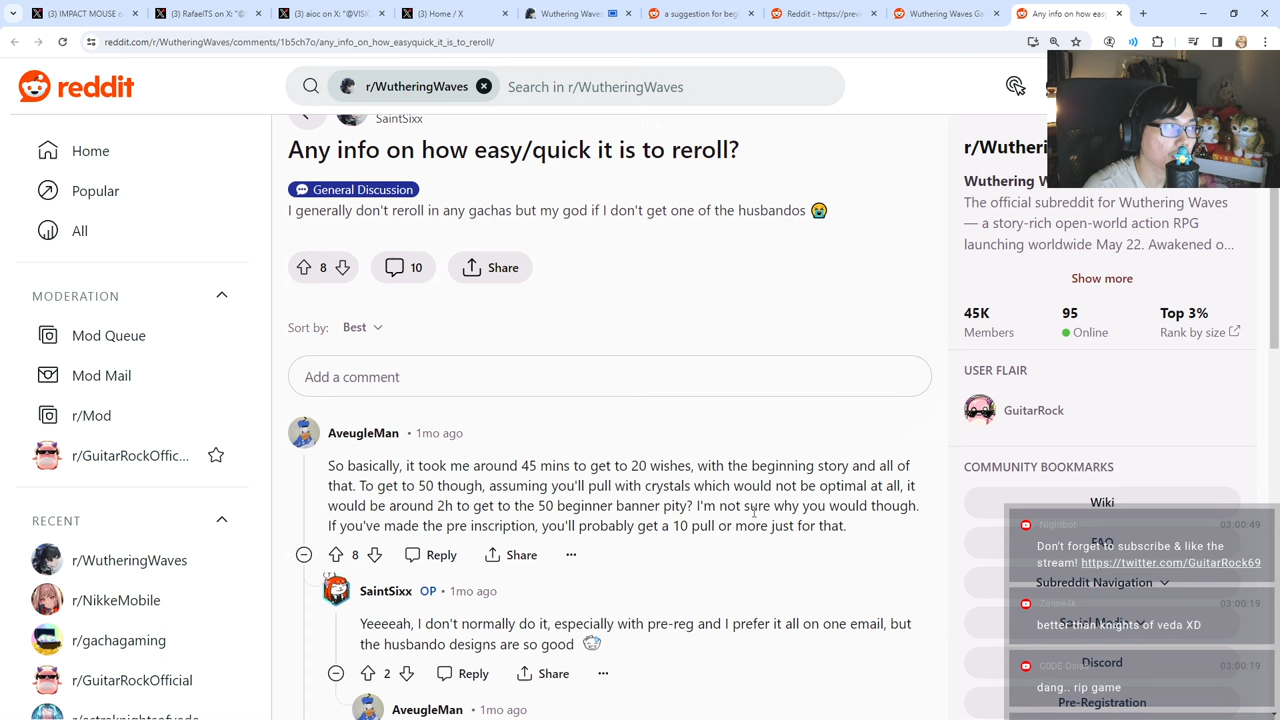 (3) IMPACT MOUSE o
(3) RafaelTS on X: "@
(3) aioc on X: "@VISIO
(3) Home / X
Wuthering Waves
a suggestion for beg
Reddit - https://prev
Wuthering Waves Ga
Any info on how easy
reddit.com/r/WutheringWaves/comments/1b5ch7o/any_info_on_how_easyquick_it_is_to_reroll/
reddit
r/WutheringWaves
Search in r/WutheringWaves
Home
Popular
All
MODERATION
Mod Queue
Mod Mail
r/Mod
r/GuitarRockOffic...
RECENT
r/WutheringWaves
r/NikkeMobile
r/gachagaming
r/GuitarRockOfficial
SaintSixx
Any info on how easy/quick it is to reroll?
General Discussion
I generally don't reroll in any gachas but my god if I don't get one of the husbandos 😭
8
10
Share
Sort by: Best
Add a comment
AveugleMan • 1mo ago
So basically, it took me around 45 mins to get to 20 wishes, with the beginning story and all of
that. To get to 50 though, assuming you'll pull with crystals which would not be optimal at all, it
would be around 2h to get to the 50 beginner banner pity? I'm not sure why you would though.
If you've made the pre inscription, you'll probably get a 10 pull or more just for that.
8 Reply Share ...
SaintSixx OP • 1mo ago
Yeeeeah, I don't normally do it, especially with pre-reg and I prefer it all on one email, but
the husbando designs are so good
2 Reply Share ...
AveugleMan • 1mo ago
r/Wutheri
Wuthering W
The official subreddit for Wuthering Waves
— a story-rich open-world action RPG
launching worldwide May 22. Awakened o...
Show more
45K 95 Top 3%
Members Online Rank by size
USER FLAIR
GuitarRock
COMMUNITY BOOKMARKS
Wiki
Nightbot 03:00:49
FAQ
Don't forget to subscribe & like the
stream! https://twitter.com/GuitarRock69
Subreddit Navigation
03:00:19
better than knights of veda XD
Discord
03:00:19
dang.. rip game
Pre-Registration